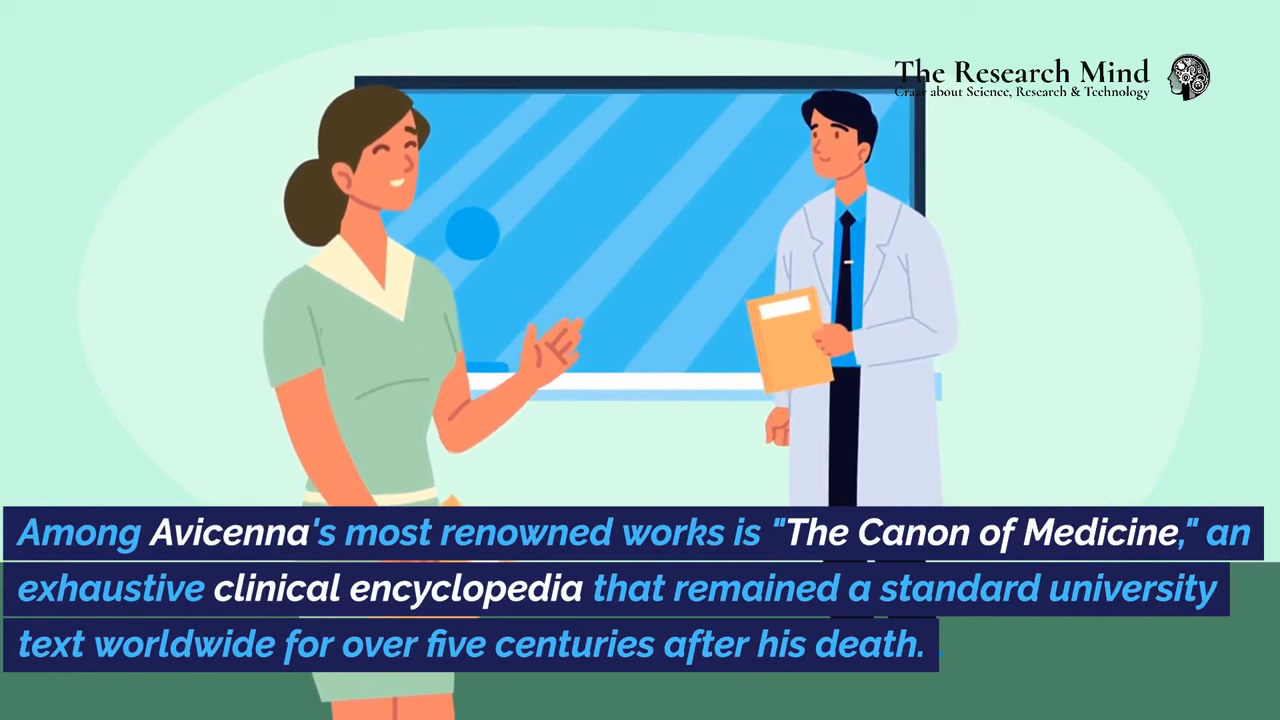 The Research Mind
Crazy about Science, Research & Technology
Among Avicenna's most renowned works is "The Canon of Medicine," an
exhaustive clinical encyclopedia that remained a standard university
text worldwide for over five centuries after his death.